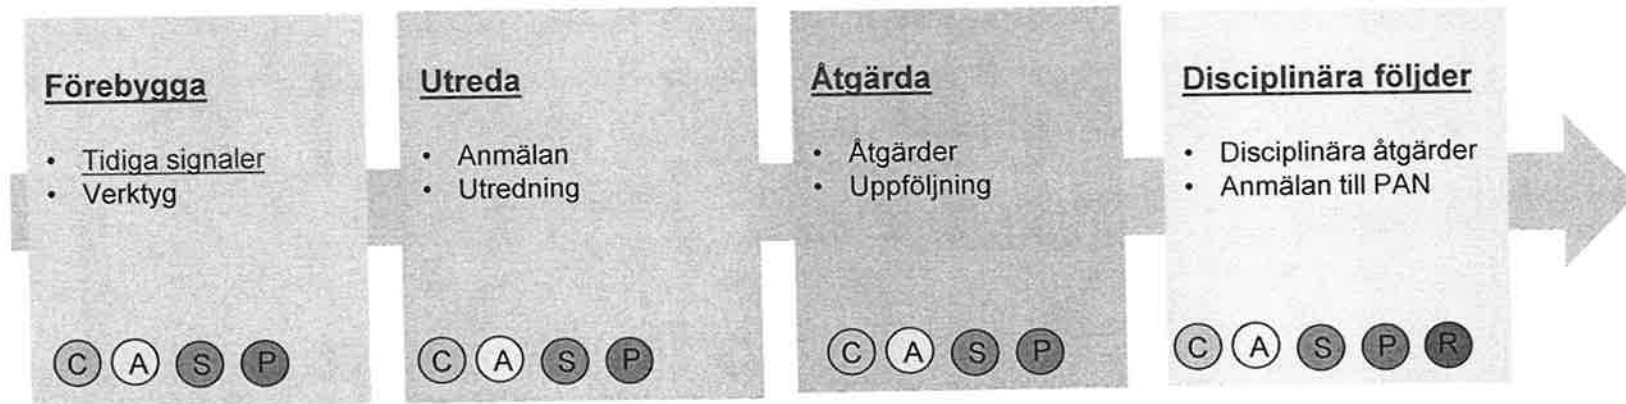 Förebygga
• Tidiga signaler
• Verktyg
C A S P
Utreda
• Anmälan
• Utredning
C A S P
Åtgärda
• Åtgärder
• Uppföljning
C A S P
Disciplinära följder
• Disciplinära åtgärder
• Anmälan till PAN
C A S P R